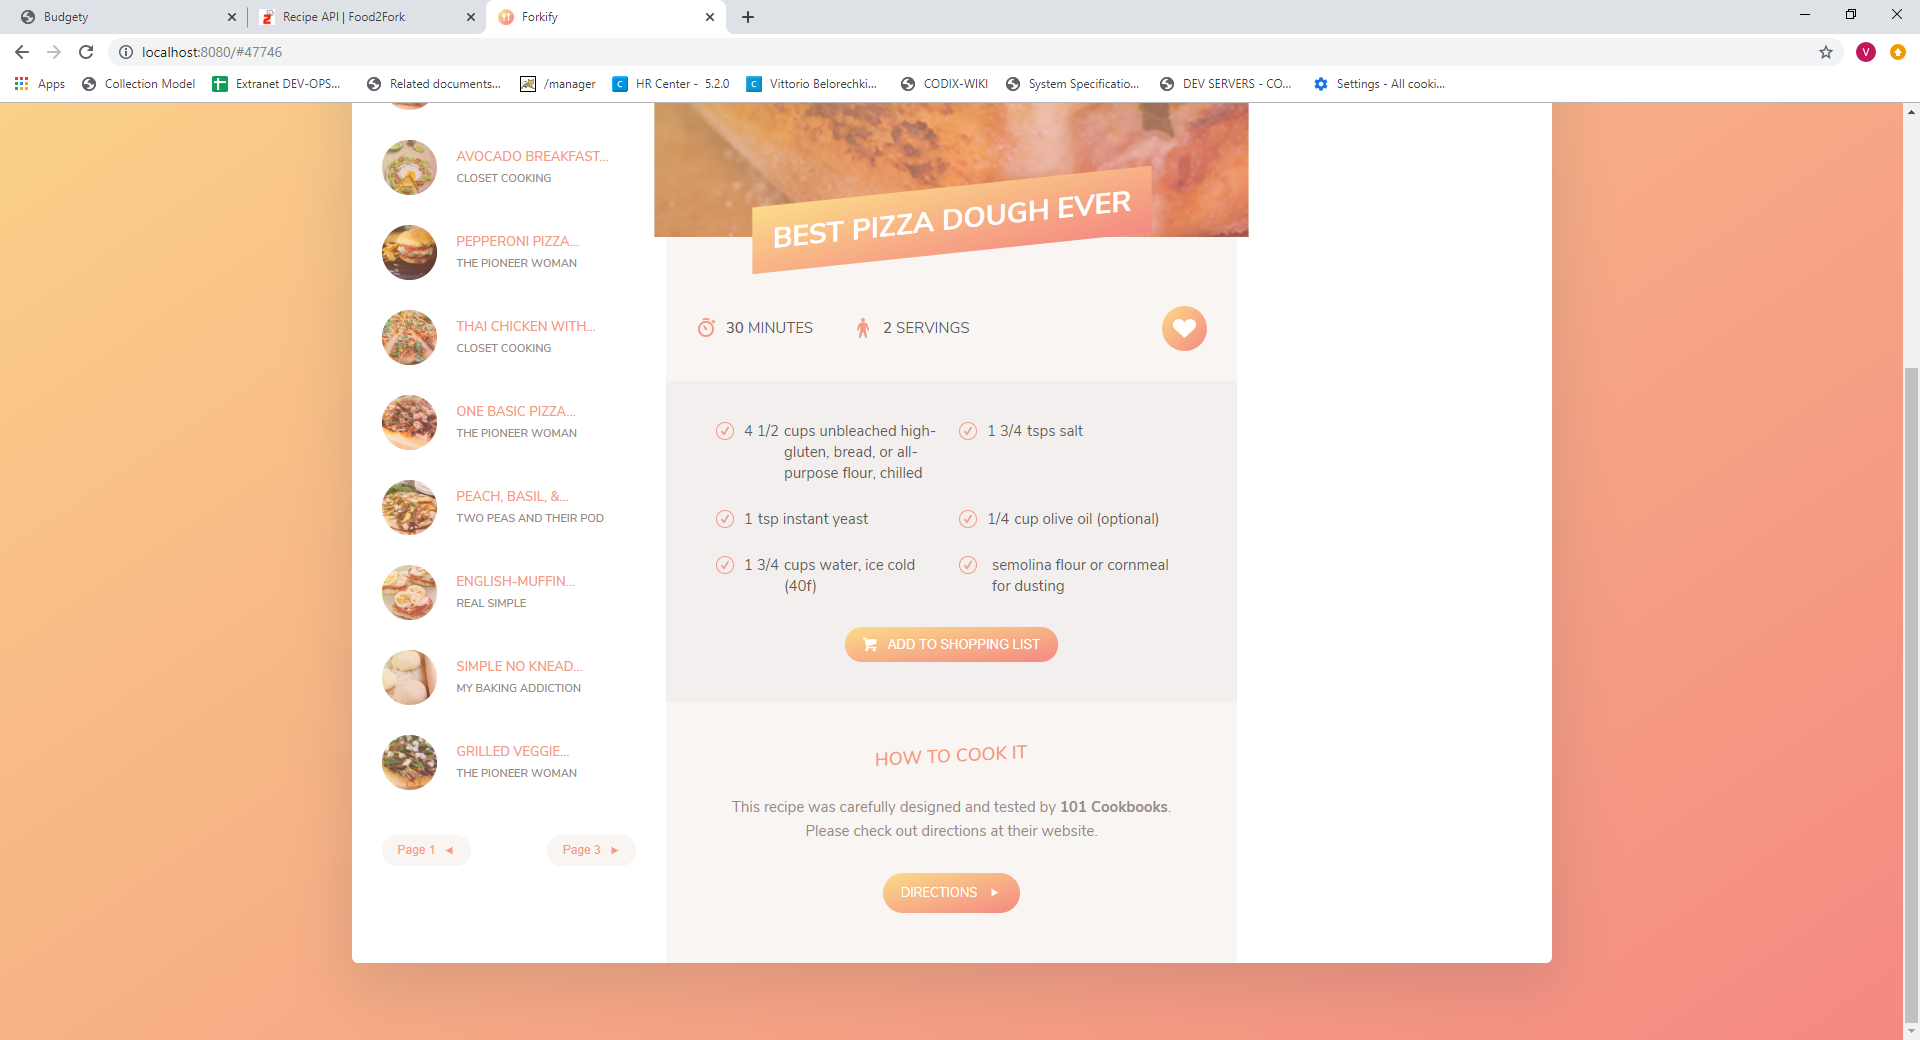 Budgety
Recipe API | Food2Fork
Forkify
localhost:8080/#47746
V
Apps
Collection Model
Extranet DEV-OPS...
Related documents...
/manager
HR Center - 5.2.0
Vittorio Belorechki...
CODIX-WIKI
System Specificatio...
DEV SERVERS - CO...
Settings - All cooki...
AVOCADO BREAKFAST...
CLOSET COOKING
PEPPERONI PIZZA...
THE PIONEER WOMAN
THAI CHICKEN WITH...
CLOSET COOKING
ONE BASIC PIZZA...
THE PIONEER WOMAN
PEACH, BASIL, &...
TWO PEAS AND THEIR POD
ENGLISH-MUFFIN...
REAL SIMPLE
SIMPLE NO KNEAD...
MY BAKING ADDICTION
GRILLED VEGGIE...
THE PIONEER WOMAN
Page 1
Page 3
BEST PIZZA DOUGH EVER
30 MINUTES
2 SERVINGS
4 1/2 cups unbleached high-
gluten, bread, or all-
purpose flour, chilled
1 3/4 tsps salt
1 tsp instant yeast
1/4 cup olive oil (optional)
1 3/4 cups water, ice cold
(40f)
semolina flour or cornmeal
for dusting
ADD TO SHOPPING LIST
HOW TO COOK IT
This recipe was carefully designed and tested by 101 Cookbooks.
Please check out directions at their website.
DIRECTIONS